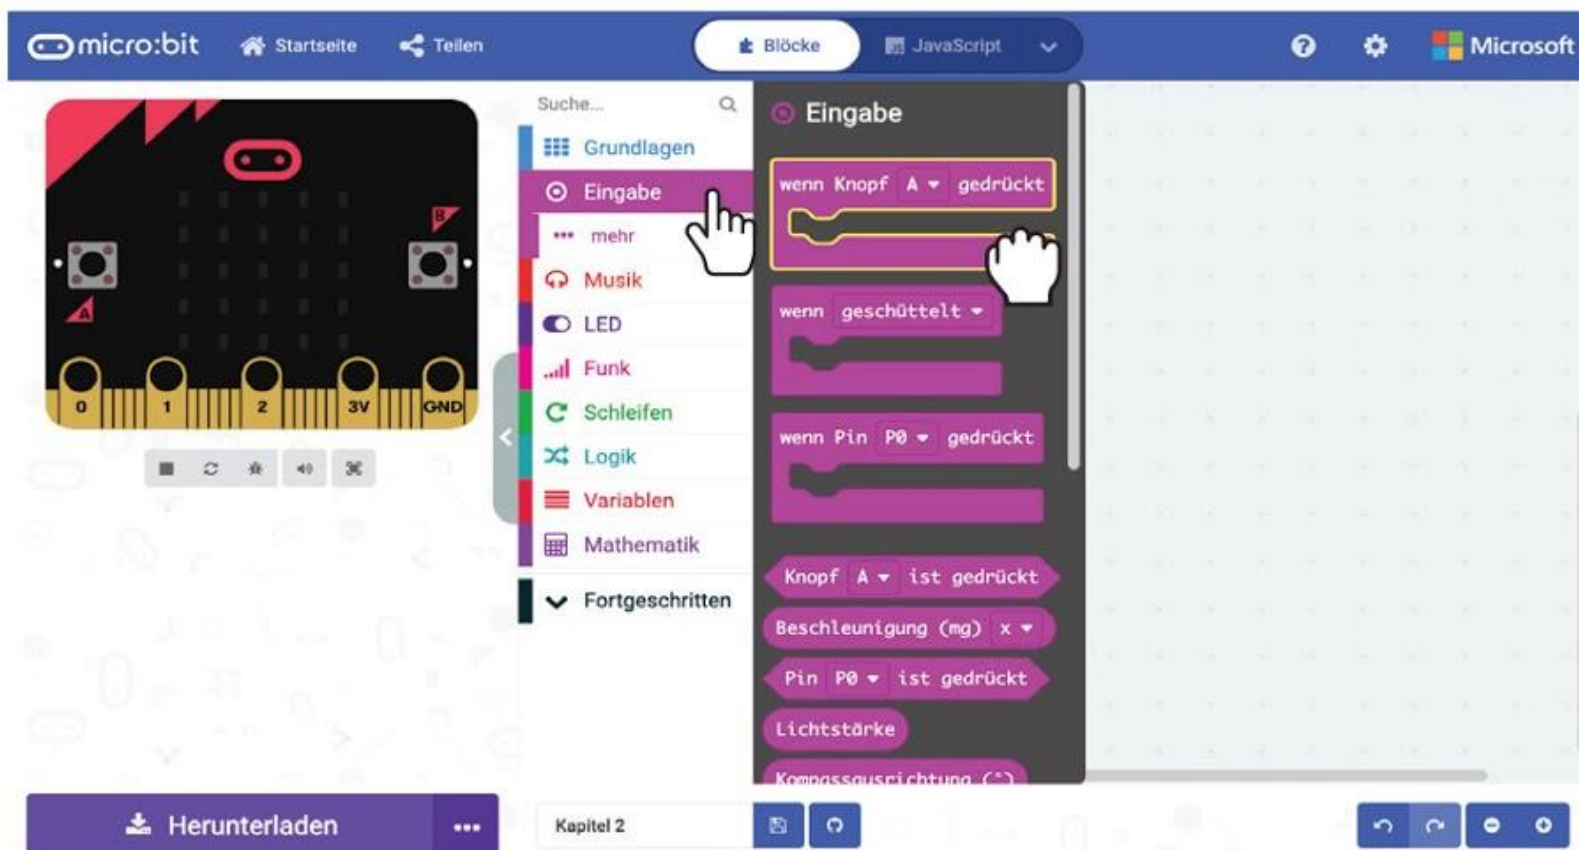 micro:bit
Startseite
Teilen
Blöcke
JavaScript
Microsoft
B
A
0 1 2 3V GND
Suche...
Grundlagen
Eingabe
mehr
Musik
LED
Funk
Schleifen
Logik
Variablen
Mathematik
Fortgeschritten
Eingabe
wenn Knopf A gedrückt
wenn geschüttelt
wenn Pin P0 gedrückt
Knopf A ist gedrückt
Beschleunigung (mg) x
Pin P0 ist gedrückt
Lichtstärke
Kompassausrichtung (°)
Herunterladen
Kapitel 2